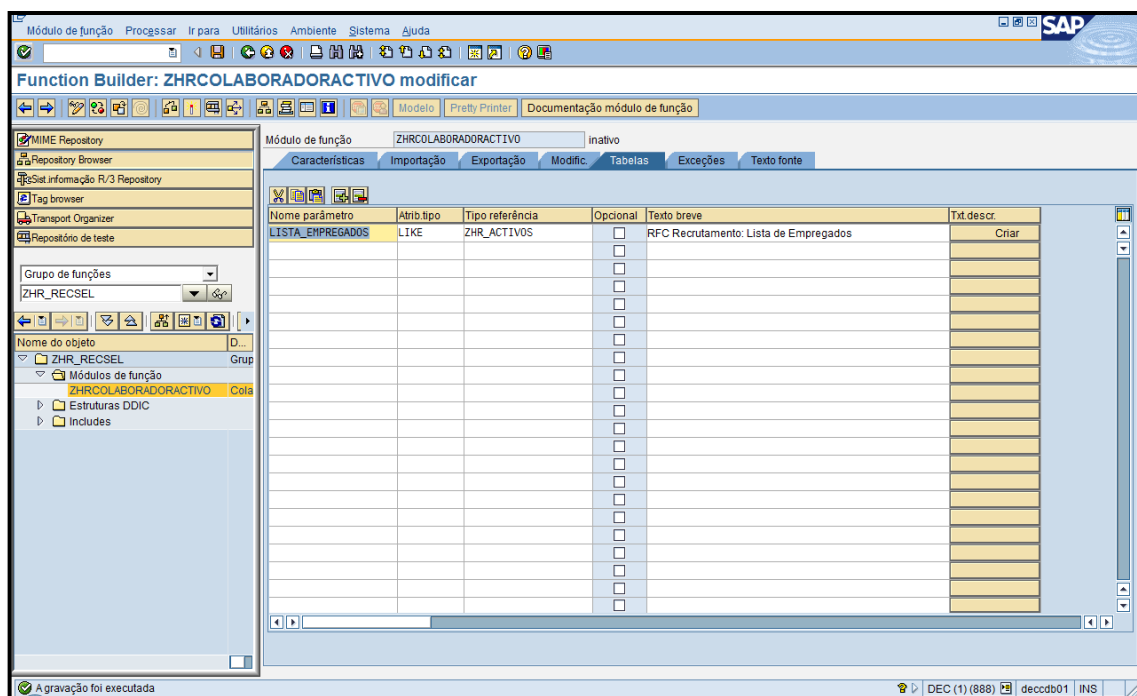 Módulo de função Processar Ir para Utilitários Ambiente Sistema Ajuda
SAP
Function Builder: ZHRCOLABORADORACTIVO modificar
Modelo Pretty Printer Documentação módulo de função
MIME Repository
Repository Browser
Sist.informação R/3 Repository
Tag browser
Transport Organizer
Repositório de teste
Grupo de funções
ZHR_RECSEL
Nome do objeto D...
ZHR_RECSEL Grup
Módulos de função
ZHRCOLABORADORACTIVO Cola
Estruturas DDIC
Includes
Módulo de função ZHRCOLABORADORACTIVO inativo
Características Importação Exportação Modific. Tabelas Exceções Texto fonte
Nome parâmetro Atrib.tipo Tipo referência Opcional Texto breve Txt.descr.
LISTA_EMPREGADOS LIKE ZHR_ACTIVOS RFC Recrutamento: Lista de Empregados Criar
A gravação foi executada DEC (1) (888) deccdb01 INS